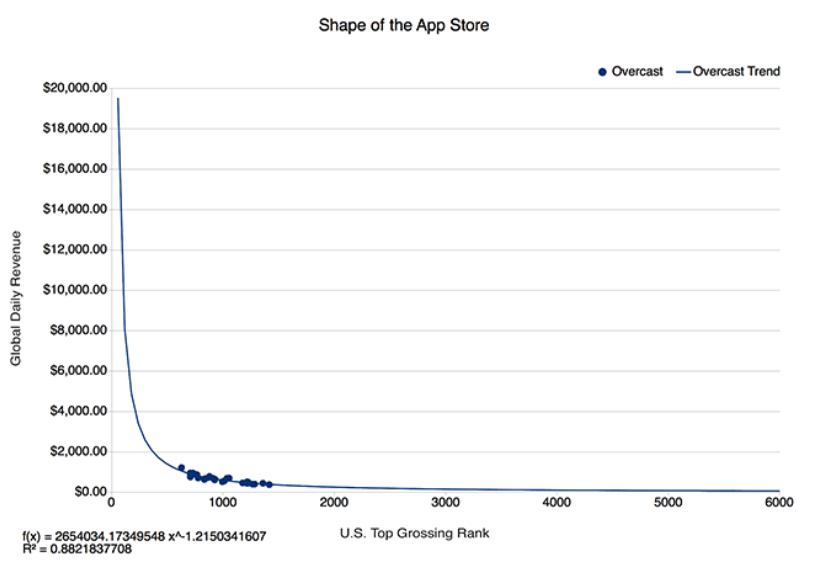 Shape of the App Store
Overcast
Overcast Trend
$20,000.00
$18,000.00
$16,000.00
$14,000.00
$12,000.00
$10,000.00
$8,000.00
$6,000.00
$4,000.00
$2,000.00
$0.00
Global Daily Revenue
0 1000 2000 3000 4000 5000 6000
U.S. Top Grossing Rank
f(x) = 2654034.17349548 x^-1.2150341607
R² = 0.8821837708